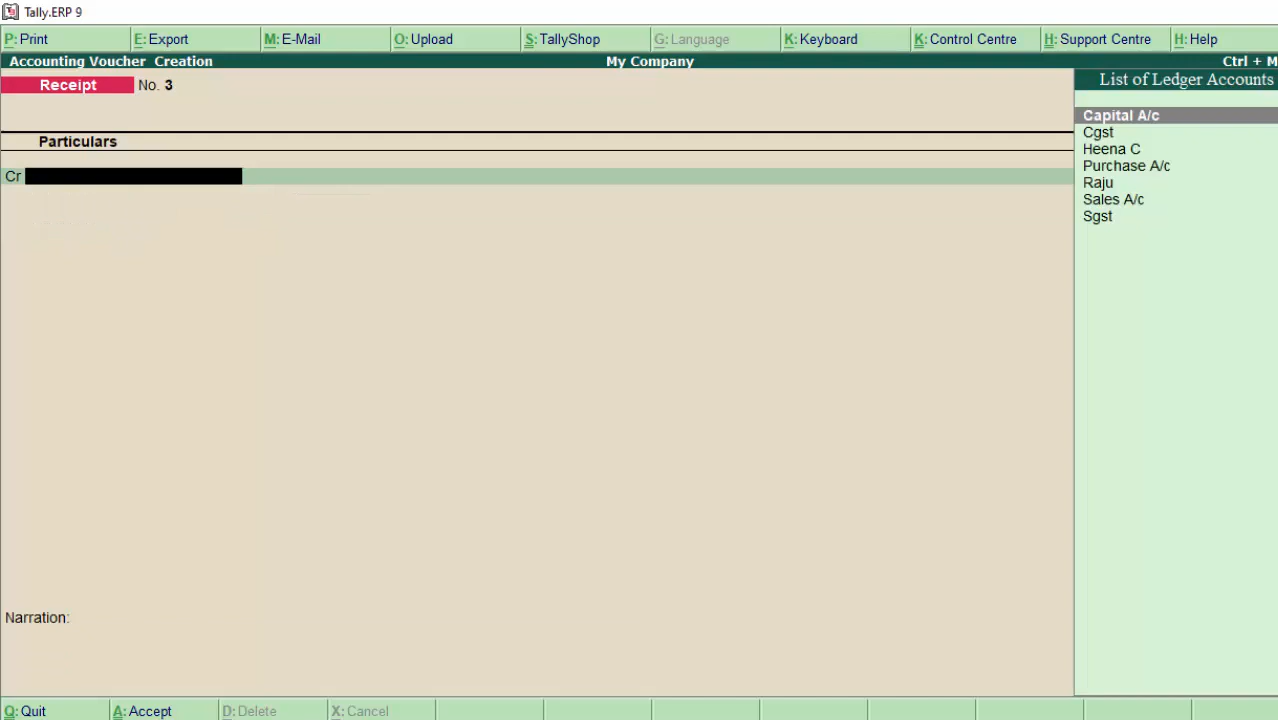 Tally.ERP 9
P: Print E: Export M: E-Mail O: Upload S: TallyShop G: Language K: Keyboard K: Control Centre H: Support Centre H: Help
Accounting Voucher Creation My Company Ctrl + M
Receipt No. 3
List of Ledger Accounts
Particulars
Cr
Capital A/c
Cgst
Heena C
Purchase A/c
Raju
Sales A/c
Sgst
Narration:
Q: Quit A: Accept D: Delete X: Cancel